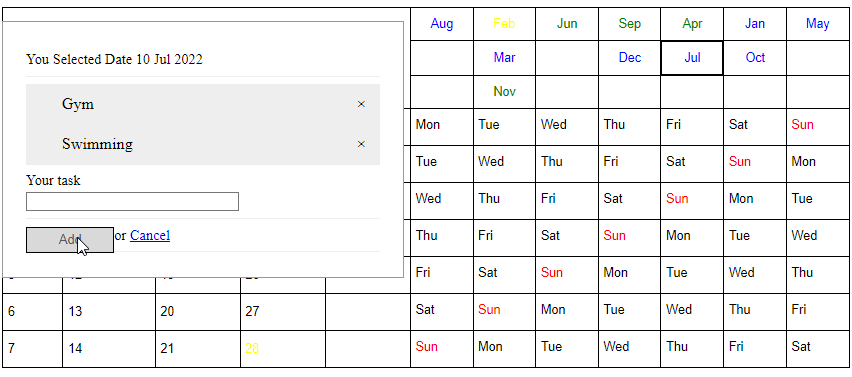 Aug Feb Jun Sep Apr Jan May
You Selected Date 10 Jul 2022
Mar Dec Jul Oct
Nov
Gym ×
Mon Tue Wed Thu Fri Sat Sun
Swimming ×
Tue Wed Thu Fri Sat Sun Mon
Your task
Wed Thu Fri Sat Sun Mon Tue
Add or Cancel
Thu Fri Sat Sun Mon Tue Wed
Fri Sat Sun Mon Tue Wed Thu
6 13 20 27 Sat Sun Mon Tue Wed Thu Fri
7 14 21 28 Sun Mon Tue Wed Thu Fri Sat